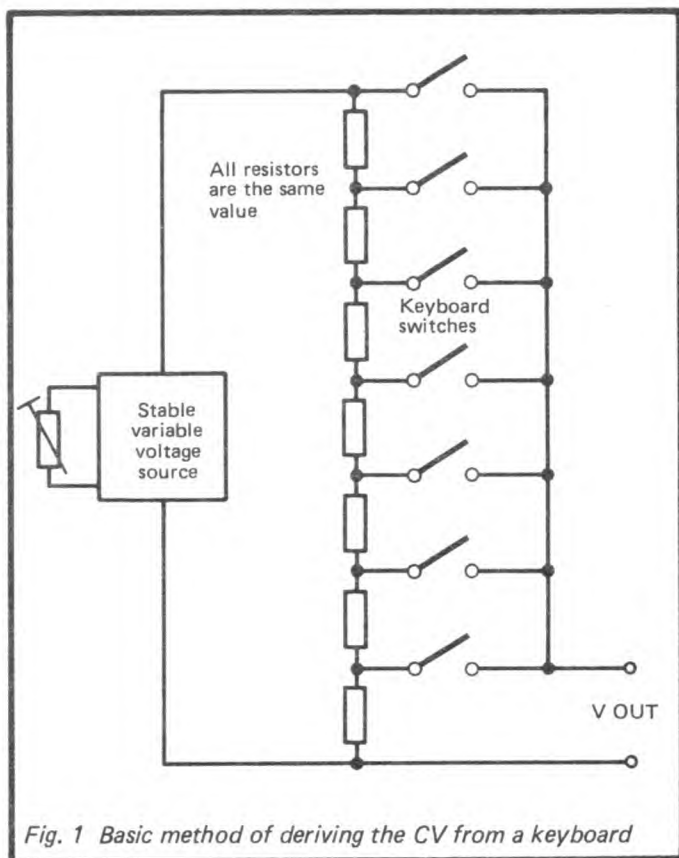 All resistors
are the same
value
Keyboard
switches
Stable
variable
voltage
source
V OUT
Fig. 1 Basic method of deriving the CV from a keyboard